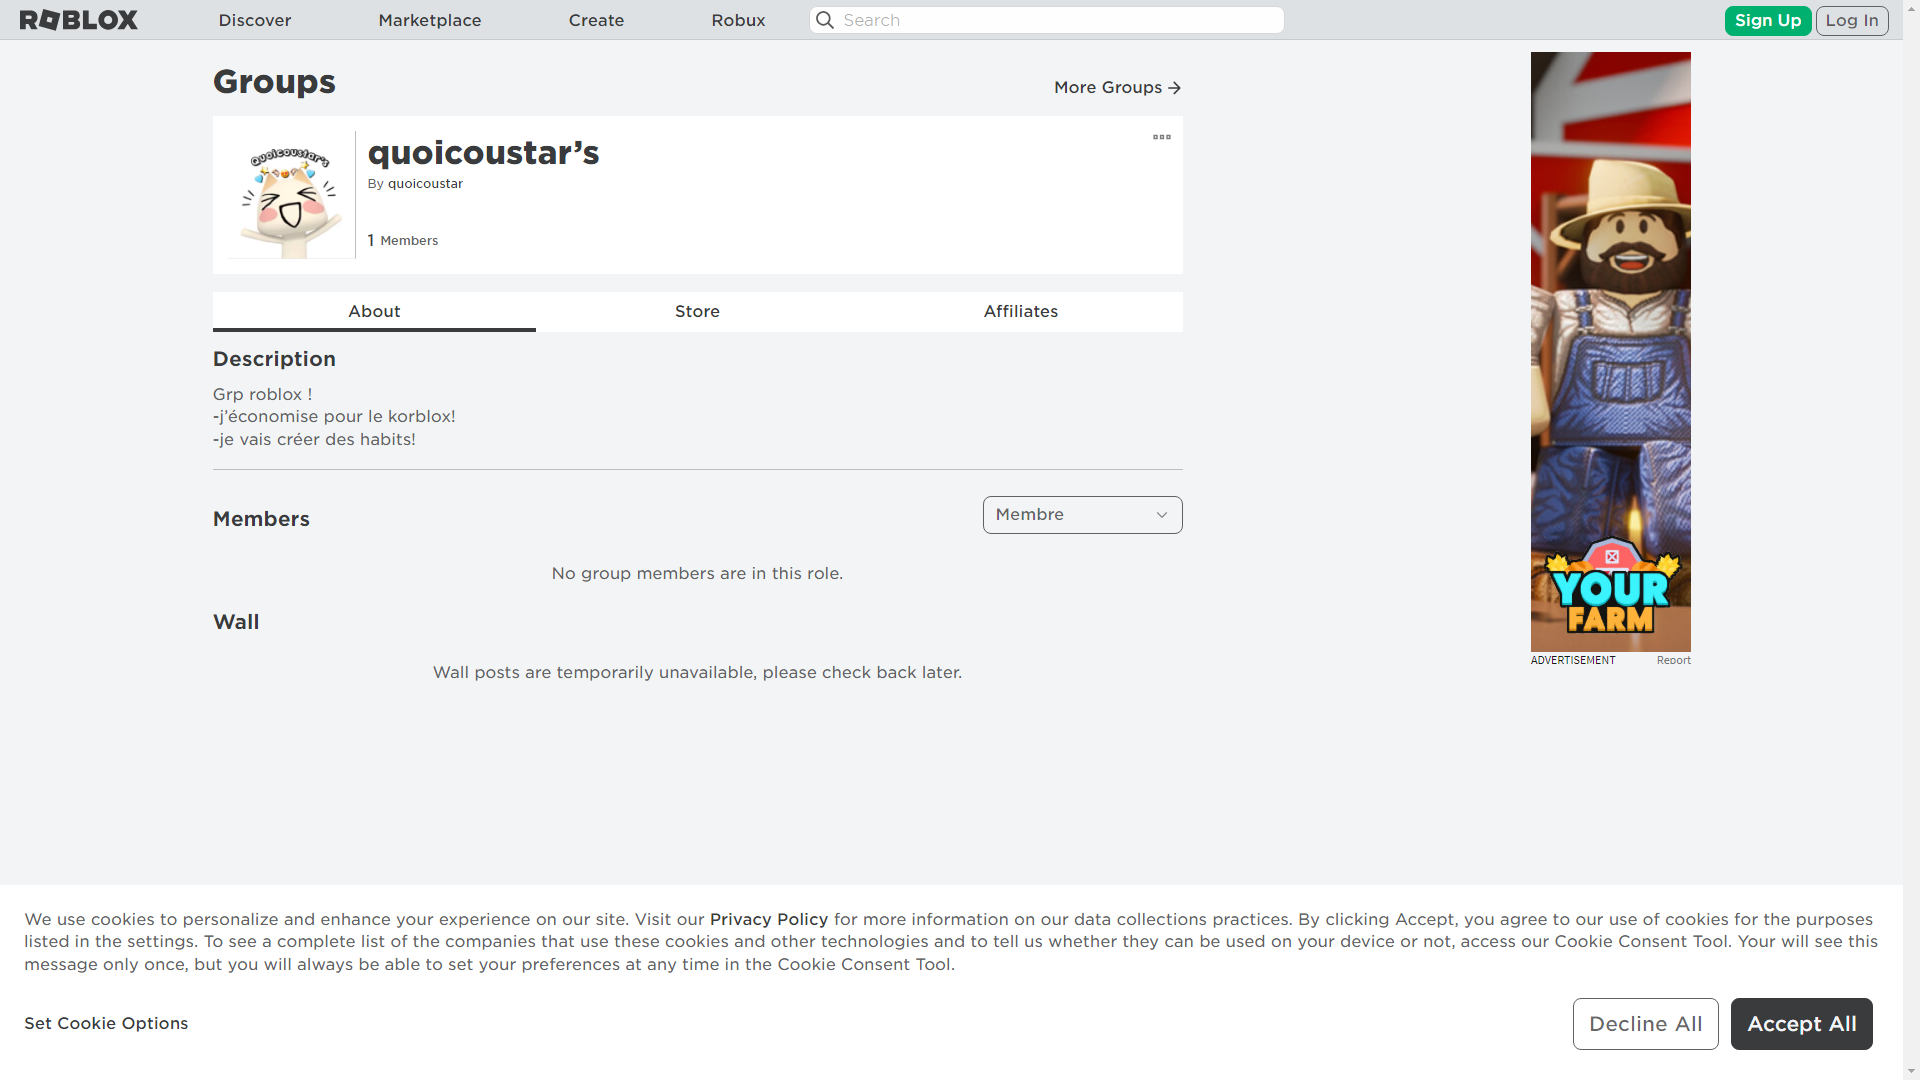 ROBLOX
Discover
Marketplace
Create
Robux
Search
Sign Up
Log In
Groups
More Groups
quoicoustar's
quoicoustar’s
By quoicoustar
1 Members
About
Store
Affiliates
Description
Grp roblox !
-j’économise pour le korblox!
-je vais créer des habits!
Members
Membre
No group members are in this role.
Wall
Wall posts are temporarily unavailable, please check back later.
YOUR
FARM
ADVERTISEMENT
Report
We use cookies to personalize and enhance your experience on our site. Visit our Privacy Policy for more information on our data collections practices. By clicking Accept, you agree to our use of cookies for the purposes
listed in the settings. To see a complete list of the companies that use these cookies and other technologies and to tell us whether they can be used on your device or not, access our Cookie Consent Tool. Your will see this
message only once, but you will always be able to set your preferences at any time in the Cookie Consent Tool.
Set Cookie Options
Decline All
Accept All